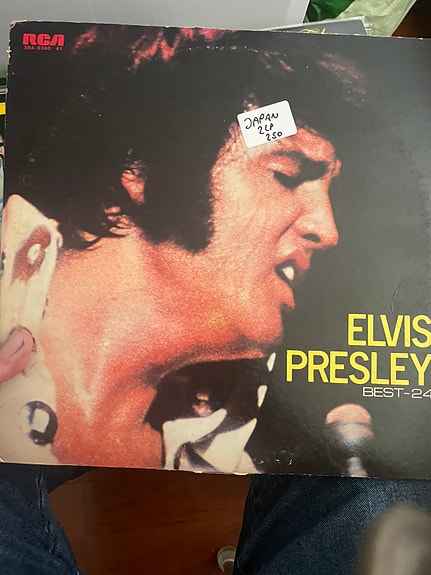 RCA
SRA-9340~41
JAPAN
2LP
250
ELVIS
PRESLEY
BEST-24